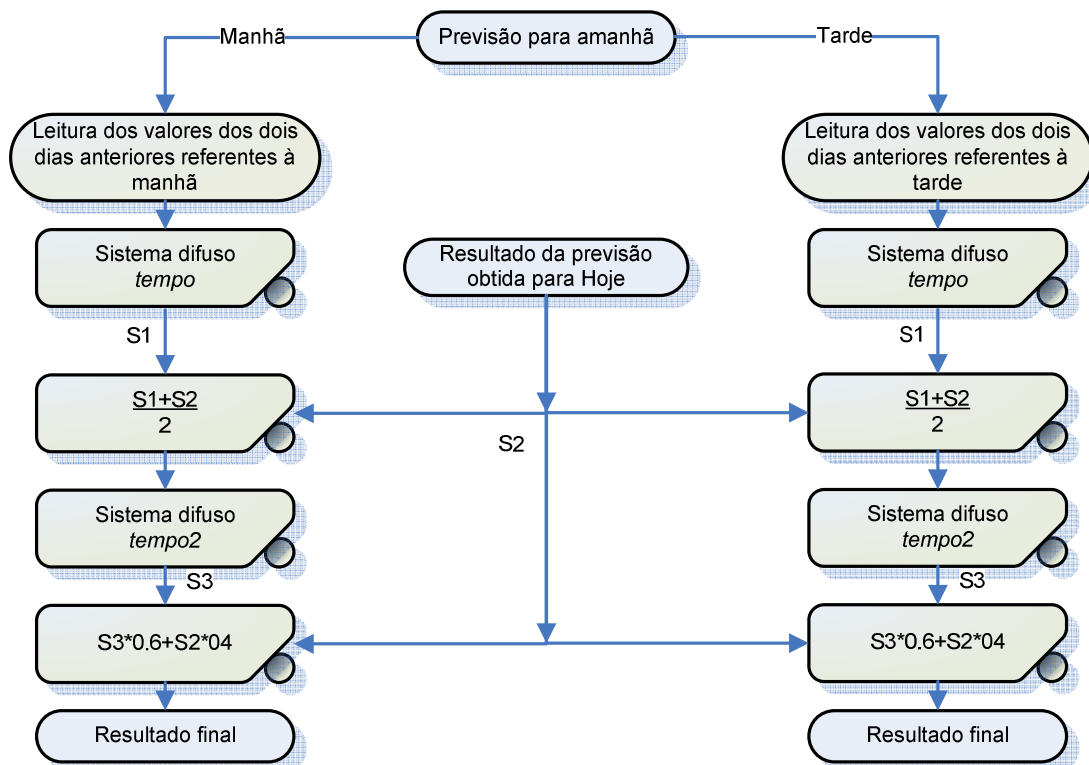 Manhã
Previsão para amanhã
Tarde
Leitura dos valores dos dois
dias anteriores referentes à
manhã
Leitura dos valores dos dois
dias anteriores referentes à
tarde
Sistema difuso
tempo
Resultado da previsão
obtida para Hoje
Sistema difuso
tempo
S1
S1
S1+S2
2
S2
S1+S2
2
Sistema difuso
tempo2
Sistema difuso
tempo2
S3
S3
S3*0.6+S2*04
S3*0.6+S2*04
Resultado final
Resultado final